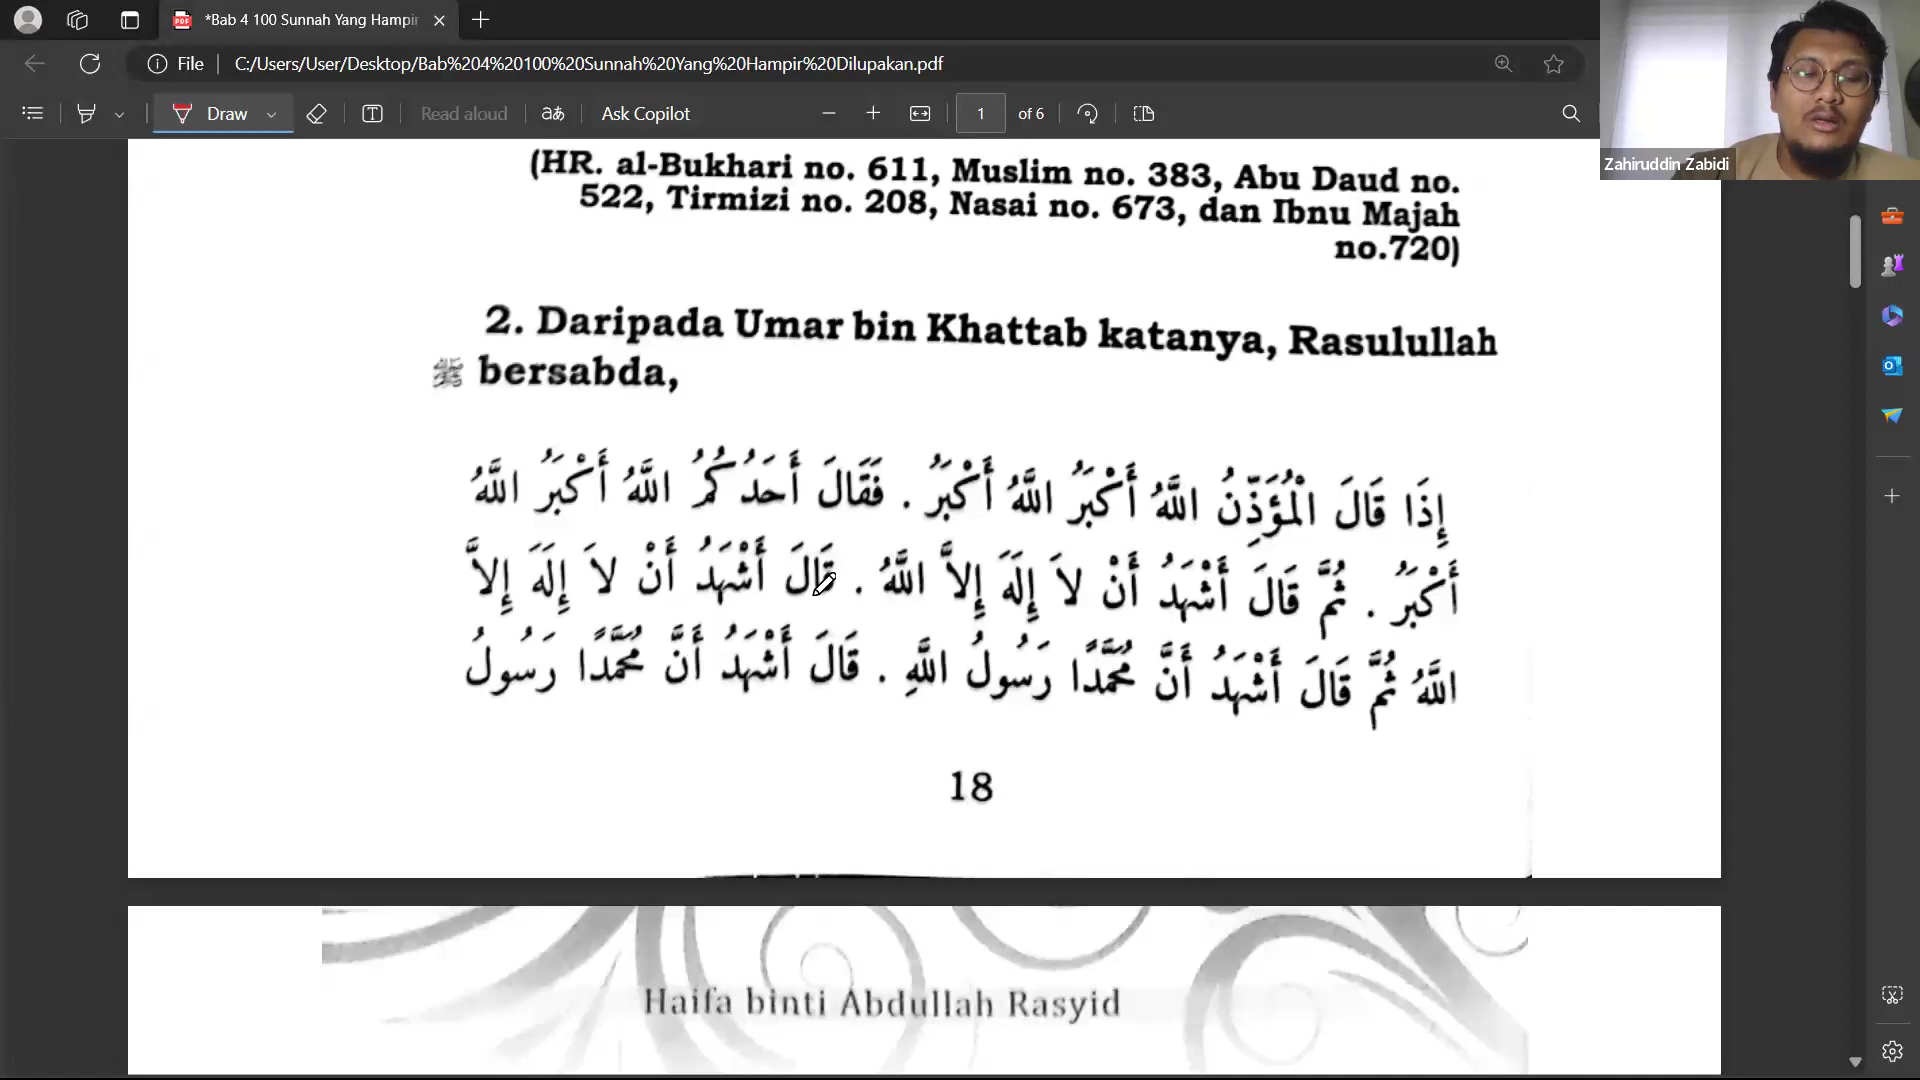 *Bab 4 100 Sunnah Yang Hampir
File
C:/Users/User/Desktop/Bab%204%20100%20Sunnah%20Yang%20Hampir%20Dilupakan.pdf
Draw
Read aloud
aあ
Ask Copilot
1
of 6
Zahiruddin Zabidi
(HR. al-Bukhari no. 611, Muslim no. 383, Abu Daud no.
522, Tirmizi no. 208, Nasai no. 673, dan Ibnu Majah
no.720)
2. Daripada Umar bin Khattab katanya, Rasulullah
ﷺ bersabda,
إِذَا قَالَ الْمُؤَذِّنُ اللَّهُ أَكْبَرُ اللَّهُ أَكْبَرُ . فَقَالَ أَحَدُكُمُ اللَّهُ أَكْبَرُ اللَّهُ
أَكْبَرُ . ثُمَّ قَالَ أَشْهَدُ أَنْ لاَ إِلَهَ إِلاَّ اللَّهُ . قَالَ أَشْهَدُ أَنْ لاَ إِلَهَ إِلاَّ
اللَّهُ ثُمَّ قَالَ أَشْهَدُ أَنَّ مُحَمَّدًا رَسُولُ اللَّهِ . قَالَ أَشْهَدُ أَنَّ مُحَمَّدًا رَسُولُ
18
Haifa binti Abdullah Rasyid